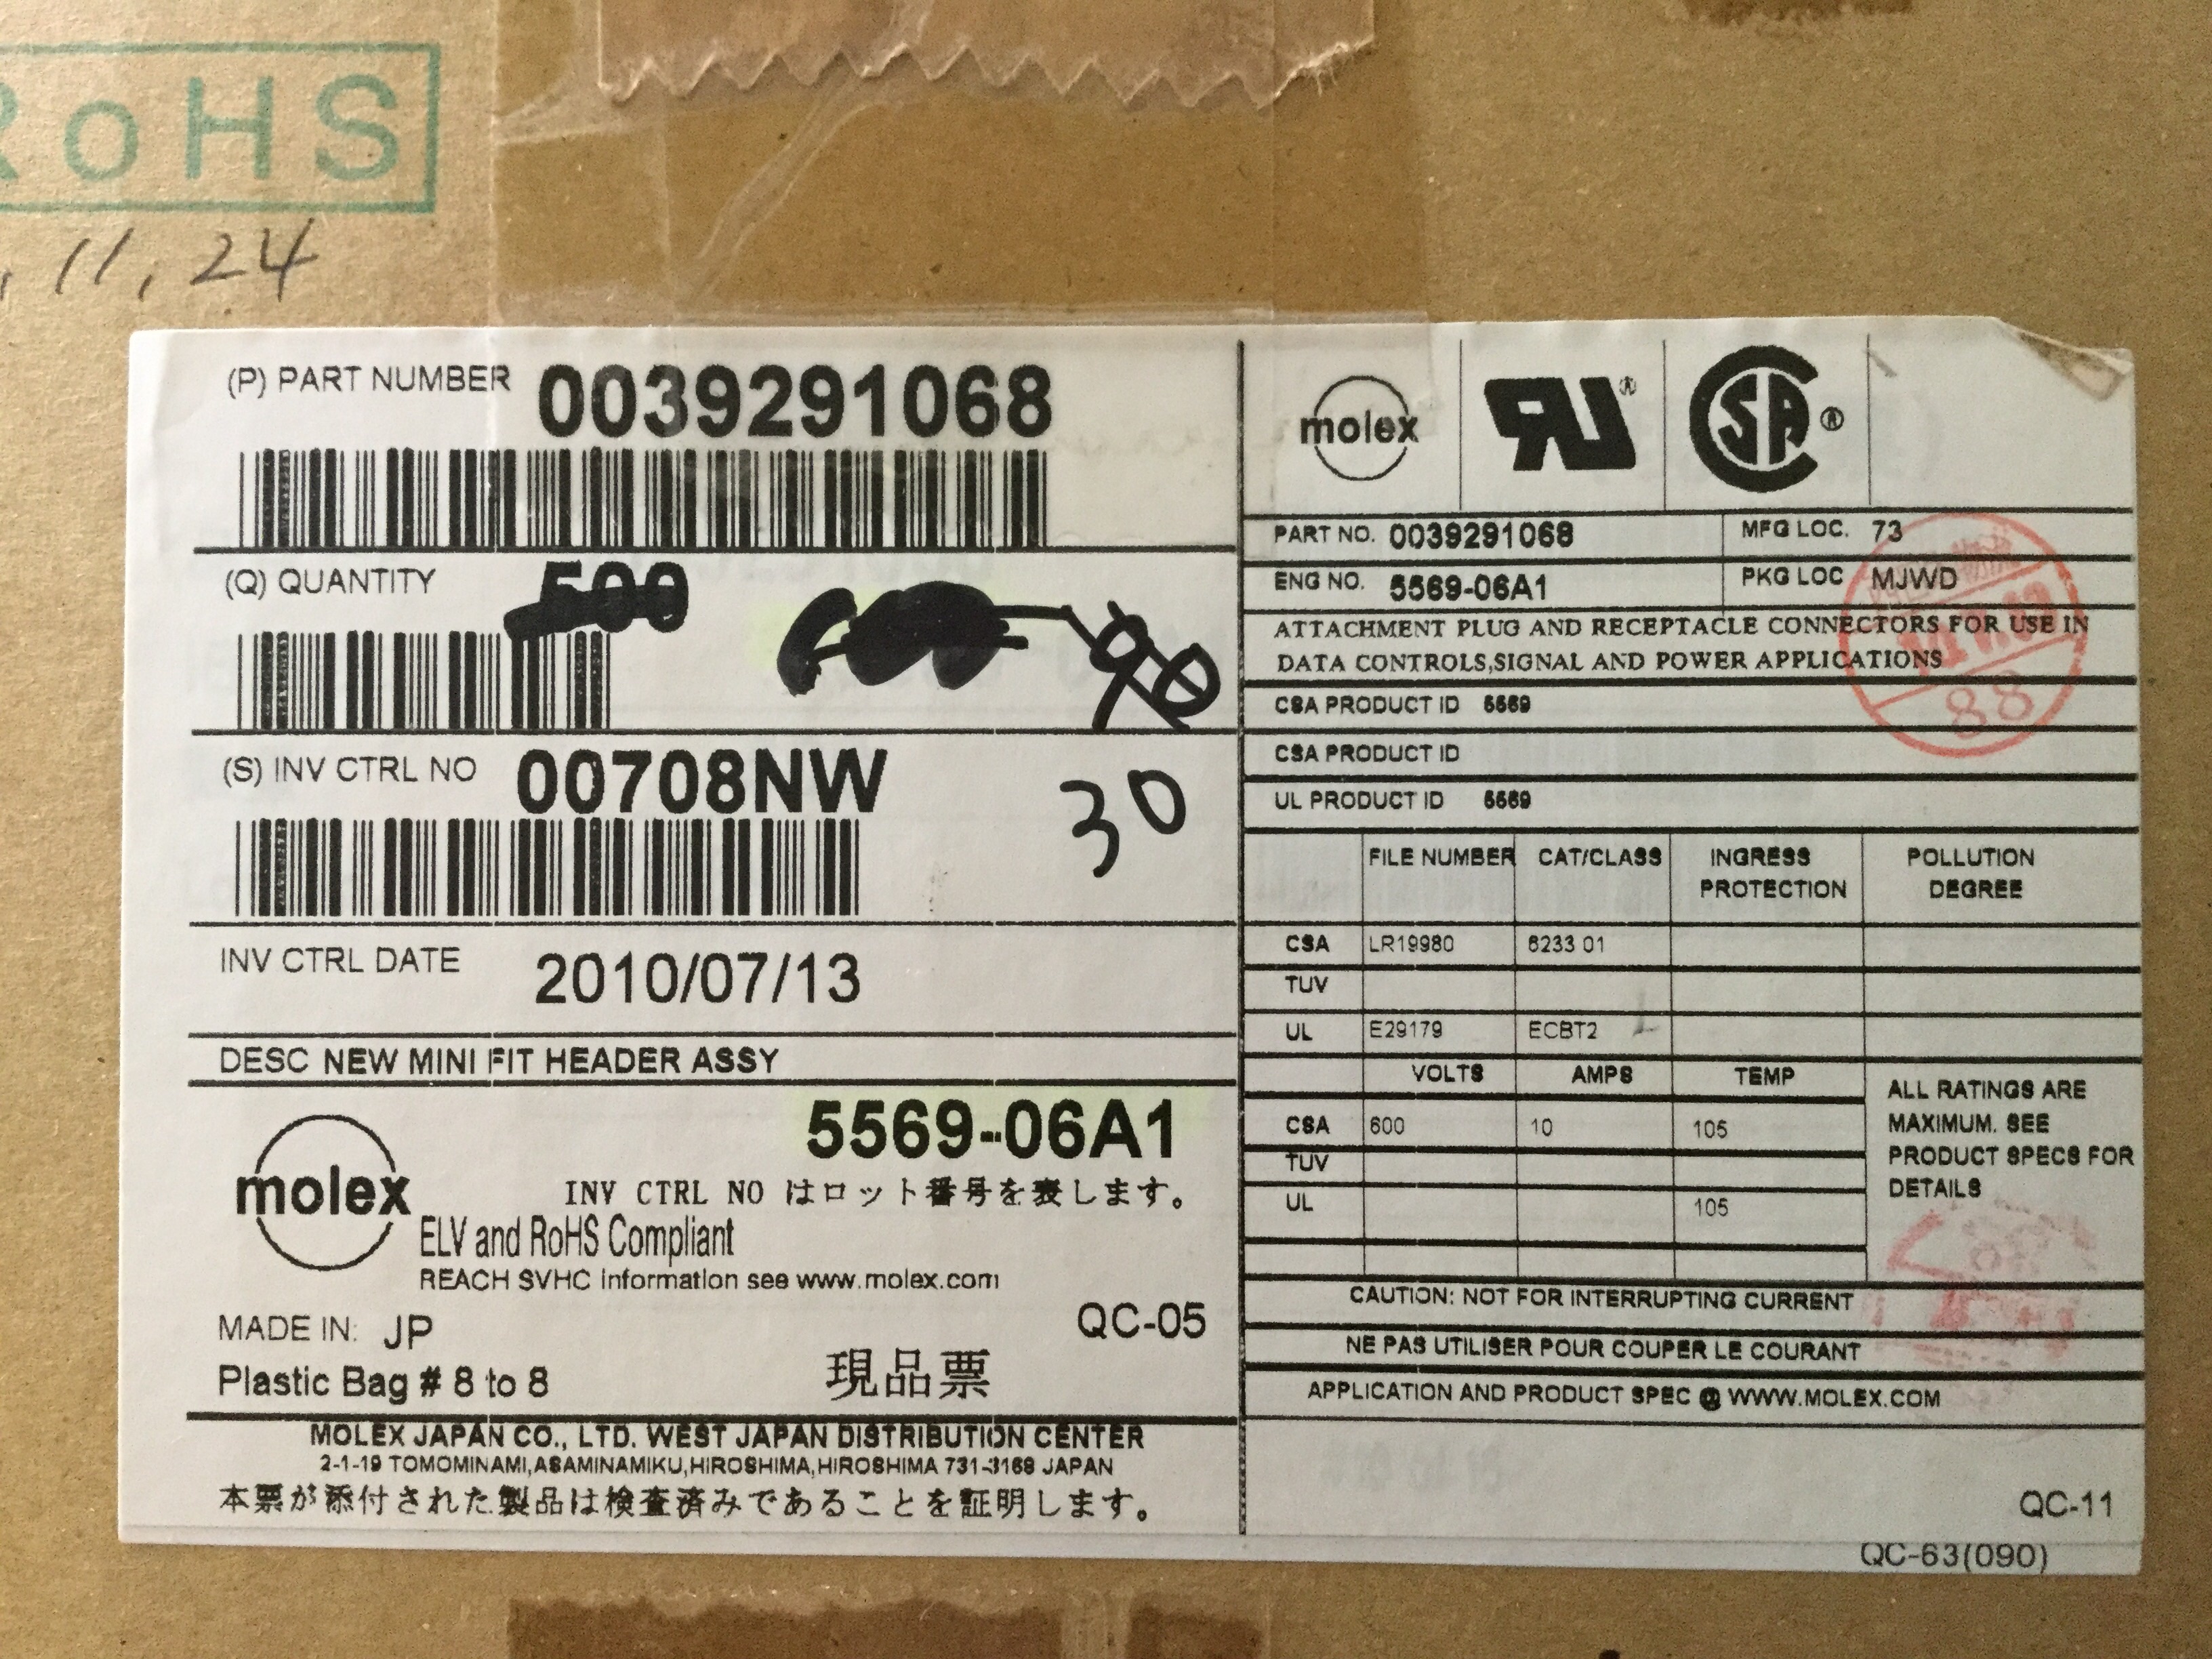 RoHS
, 11, 24
(P) PART NUMBER 0039291068
(Q) QUANTITY 500
90
(S) INV CTRL NO 00708NW
30
INV CTRL DATE 2010/07/13
DESC NEW MINI FIT HEADER ASSY
5569-06A1
molex
INV CTRL NO はロット番号を表します。
ELV and RoHS Compliant
REACH SVHC information see www.molex.com
MADE IN: JP
QC-05
Plastic Bag # 8 to 8
現品票
MOLEX JAPAN CO., LTD. WEST JAPAN DISTRIBUTION CENTER
2-1-19 TOMOMINAMI,ASAMINAMIKU,HIROSHIMA,HIROSHIMA 731-3168 JAPAN
本票が添付された製品は検査済みであることを証明します。
molex RU® CSA®
PART NO. 0039291068 MFG LOC. 73
ENG NO. 5569-06A1 PKG LOC MJWD
ATTACHMENT PLUG AND RECEPTACLE CONNECTORS FOR USE IN
DATA CONTROLS,SIGNAL AND POWER APPLICATIONS
88
CSA PRODUCT ID 5569
CSA PRODUCT ID
UL PRODUCT ID 5569
FILE NUMBER CAT/CLASS INGRESS PROTECTION POLLUTION DEGREE
CSA LR19980 6233 01
TUV
UL E29179 ECBT2
VOLTS AMPS TEMP
CSA 600 10 105
TUV
UL 105
ALL RATINGS ARE
MAXIMUM. SEE
PRODUCT SPECS FOR
DETAILS
CAUTION: NOT FOR INTERRUPTING CURRENT
NE PAS UTILISER POUR COUPER LE COURANT
APPLICATION AND PRODUCT SPEC @ WWW.MOLEX.COM
QC-11
QC-63(090)